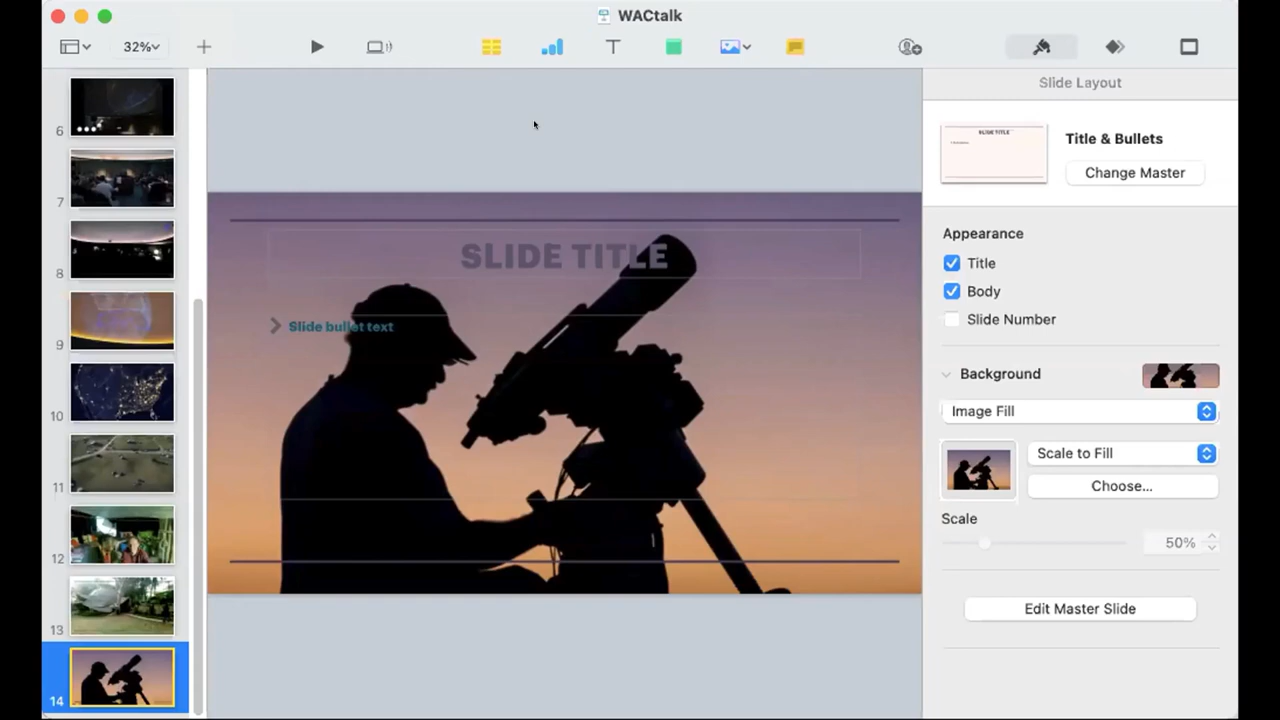 WACtalk
32%
Slide Layout
SLIDE TITLE
Title & Bullets
Change Master
Appearance
Title
Body
Slide Number
Background
Image Fill
Scale to Fill
Choose...
Scale
50%
Edit Master Slide
SLIDE TITLE
Slide bullet text
6
7
8
9
10
11
12
13
14